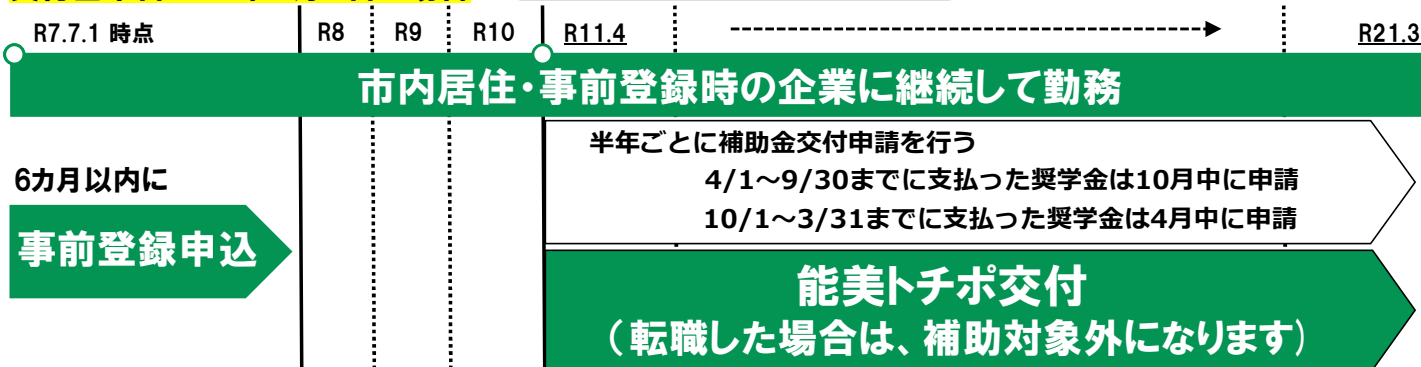 R7.7.1 時点
R8
R9
R10
R11.4
R21.3
市内居住・事前登録時の企業に継続して勤務
半年ごとに補助金交付申請を行う
4/1～9/30までに支払った奨学金は10月中に申請
10/1～3/31までに支払った奨学金は4月中に申請
6カ月以内に
事前登録申込
能美トチポ交付
（転職した場合は、補助対象外になります）